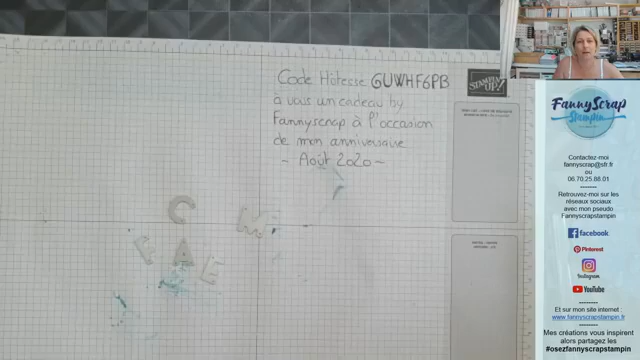 Code Hôtesse GUWHF6PB
à vous un cadeau by
Fannyscrap à l'occasion
de mon anniversaire
- Août 2020 -
STAMPIN' UP!
C
M
L A E
FannyScrap
Stampin
Contactez-moi
fannyscrap@sfr.fr
ou
06.70.25.88.01
--------
Retrouvez-moi sur les
réseaux sociaux
avec mon pseudo
Fannyscrapstampin
facebook
Pinterest
Instagram
YouTube
--------
Et sur mon site internet :
www.fannyscrapstampin.fr
--------
Mes créations vous inspirent
alors partagez les
#osezfannyscrapstampin